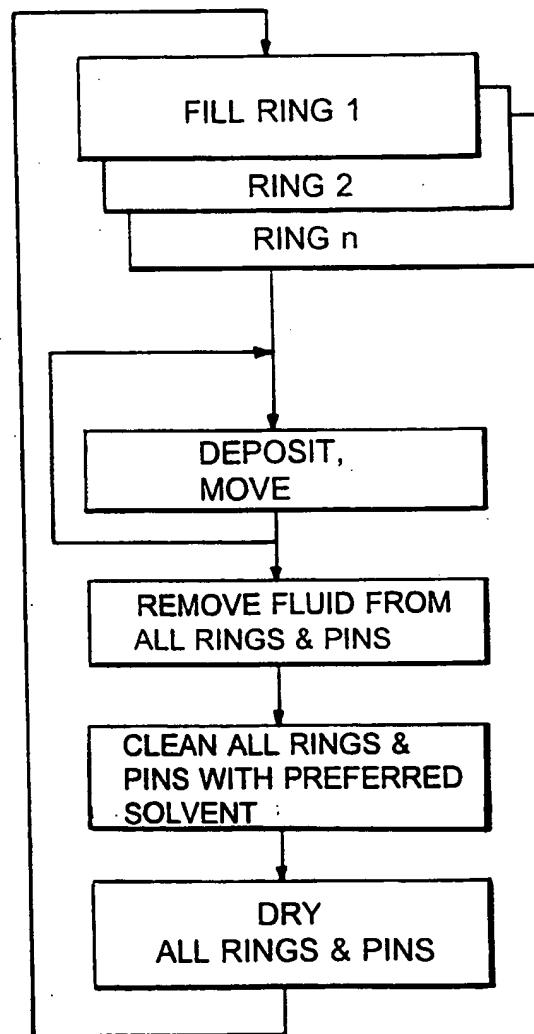 FILL RING 1
RING 2
RING n
DEPOSIT,
MOVE
REMOVE FLUID FROM
ALL RINGS & PINS
CLEAN ALL RINGS &
PINS WITH PREFERRED
SOLVENT
DRY
ALL RINGS & PINS